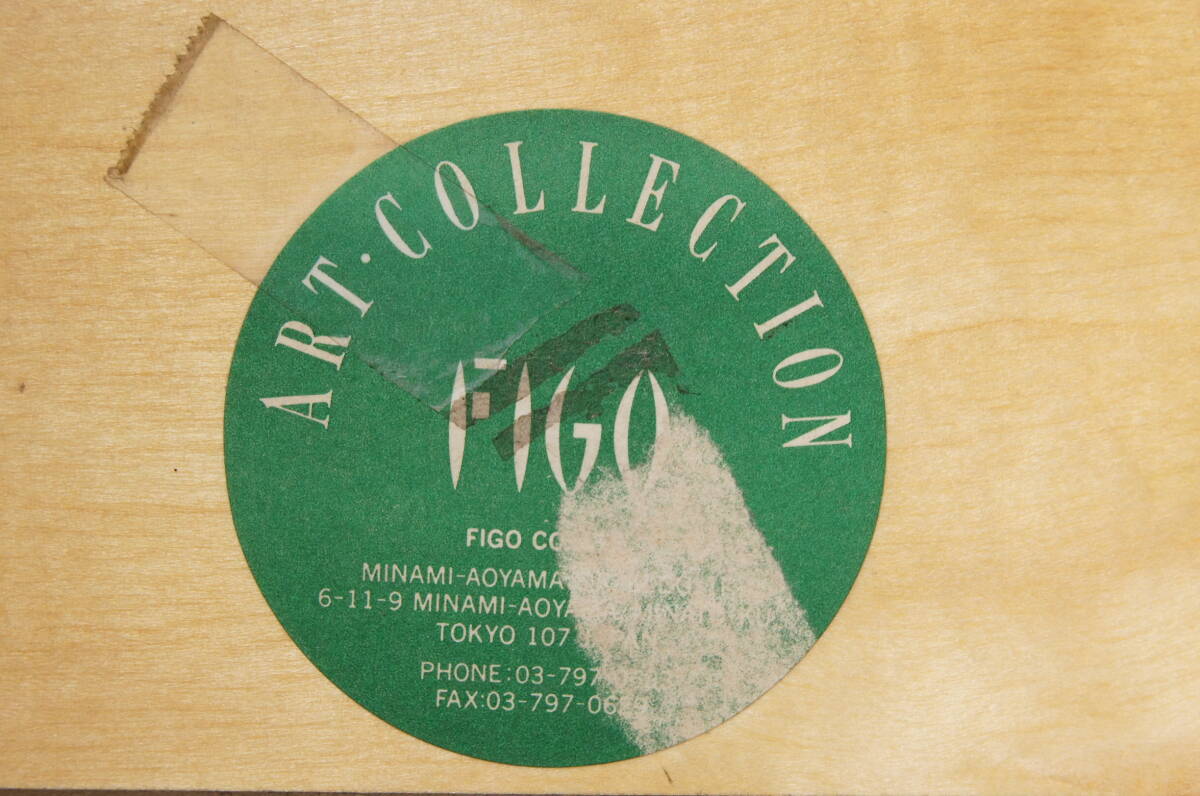 ART·COLLECTION
FIGO
FIGO
MINAMI-AOYAMA
6-11-9 MINAMI-AOYA
TOKYO 107
PHONE:03-797
FAX:03-797-06